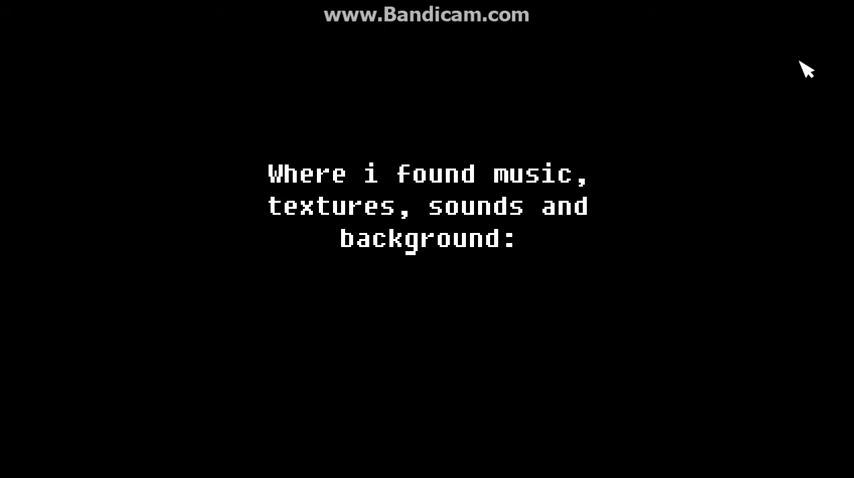 www.Bandicam.com
Where i found music,
textures, sounds and
background: